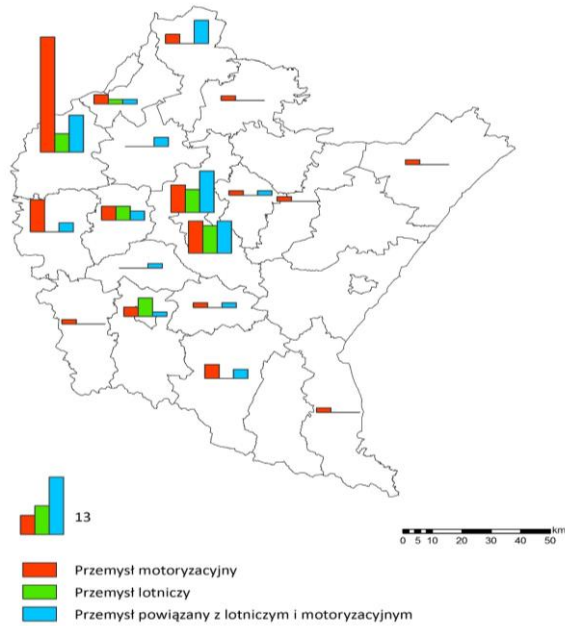 13
km
0 5 10 20 30 40 50
Przemysł motoryzacyjny
Przemysł lotniczy
Przemysł powiązany z lotniczym i motoryzacyjnym